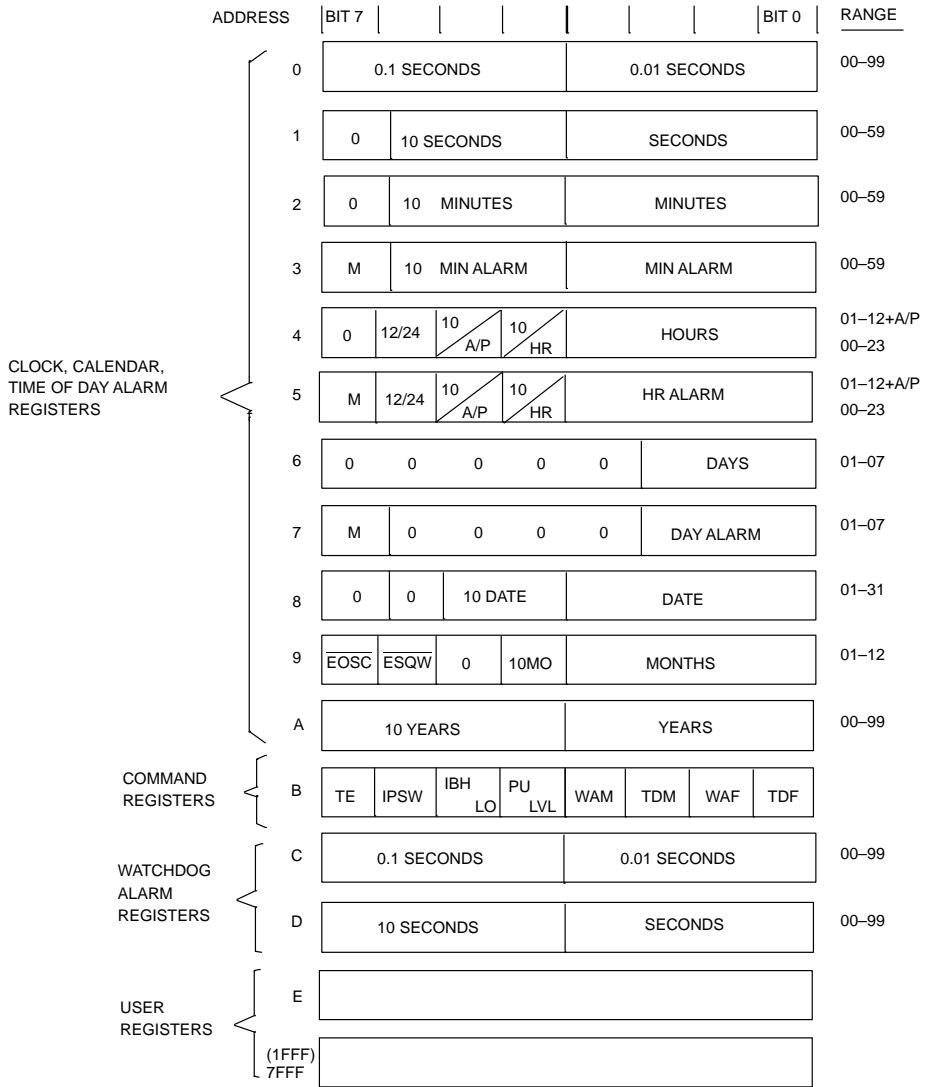 ADDRESS BIT 7 BIT 0 RANGE
0 0.1 SECONDS 0.01 SECONDS 00–99
1 0 10 SECONDS SECONDS 00–59
2 0 10 MINUTES MINUTES 00–59
3 M 10 MIN ALARM MIN ALARM 00–59
4 0 12/24 10 A/P 10 HR HOURS 01–12+A/P
00–23
CLOCK, CALENDAR,
TIME OF DAY ALARM
REGISTERS
5 M 12/24 10 A/P 10 HR HR ALARM 01–12+A/P
00–23
6 0 0 0 0 0 DAYS 01–07
7 M 0 0 0 0 DAY ALARM 01–07
8 0 0 10 DATE DATE 01–31
9 EOSC ESQW 0 10MO MONTHS 01–12
A 10 YEARS YEARS 00–99
COMMAND
REGISTERS
B TE IPSW IBH LO PU LVL WAM TDM WAF TDF
C 0.1 SECONDS 0.01 SECONDS 00–99
WATCHDOG
ALARM
REGISTERS
D 10 SECONDS SECONDS 00–99
E
USER
REGISTERS
(1FFF)
7FFF